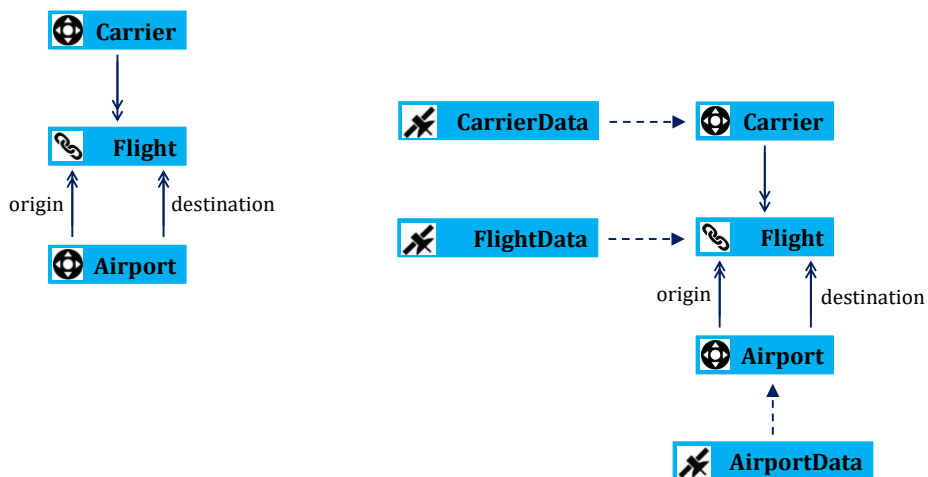 Carrier
Flight
origin
destination
Airport
CarrierData
Carrier
FlightData
Flight
origin
destination
Airport
AirportData